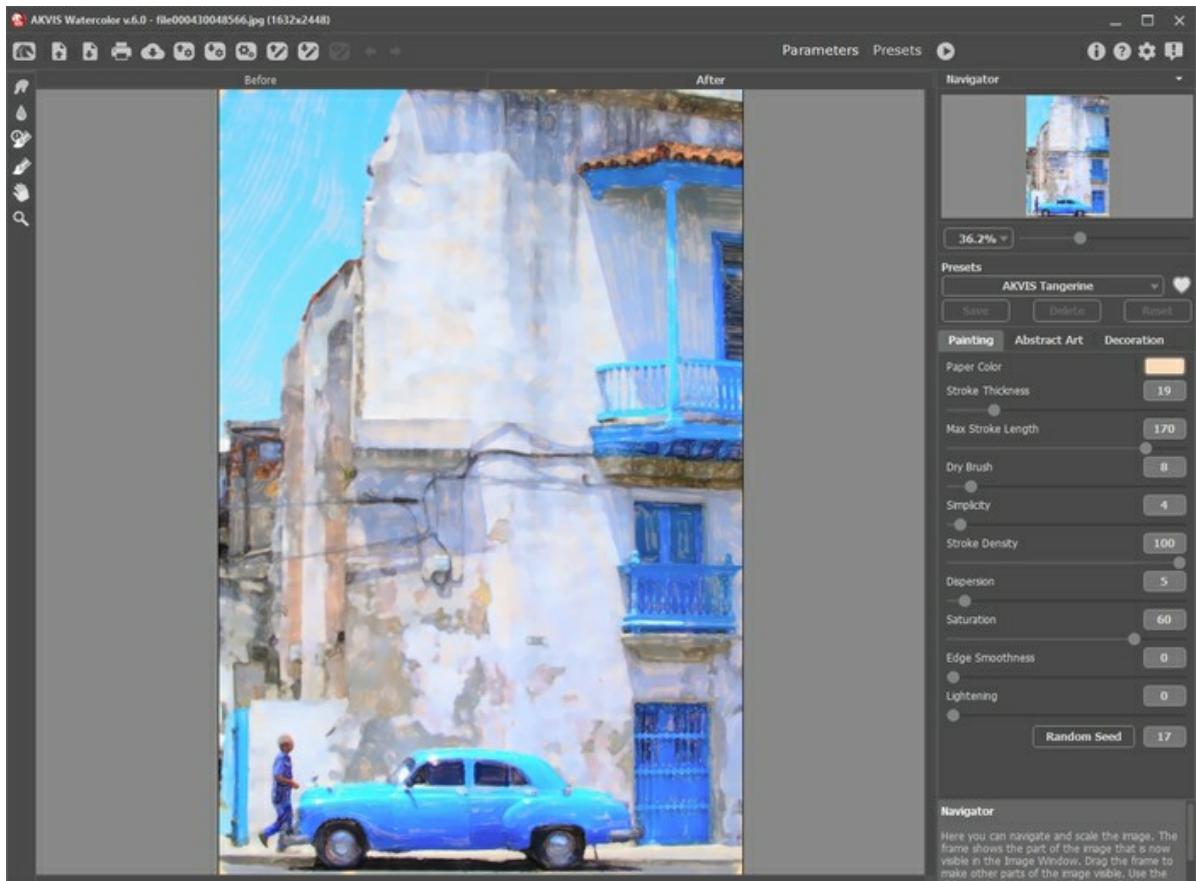 AKVIS Watercolor v.6.0 - file000430048566.jpg (1632x2448)
Parameters Presets
Before After
Navigator
36.2%
Presets
AKVIS Tangerine
Save Delete Reset
Painting Abstract Art Decoration
Paper Color
Stroke Thickness 19
Max Stroke Length 170
Dry Brush 8
Simplicity 4
Stroke Density 100
Dispersion 5
Saturation 60
Edge Smoothness 0
Lightening 0
Random Seed 17
Navigator
Here you can navigate and scale the image. The
frame shows the part of the image that is now
visible in the Image Window. Drag the frame to
make other parts of the image visible. Use the